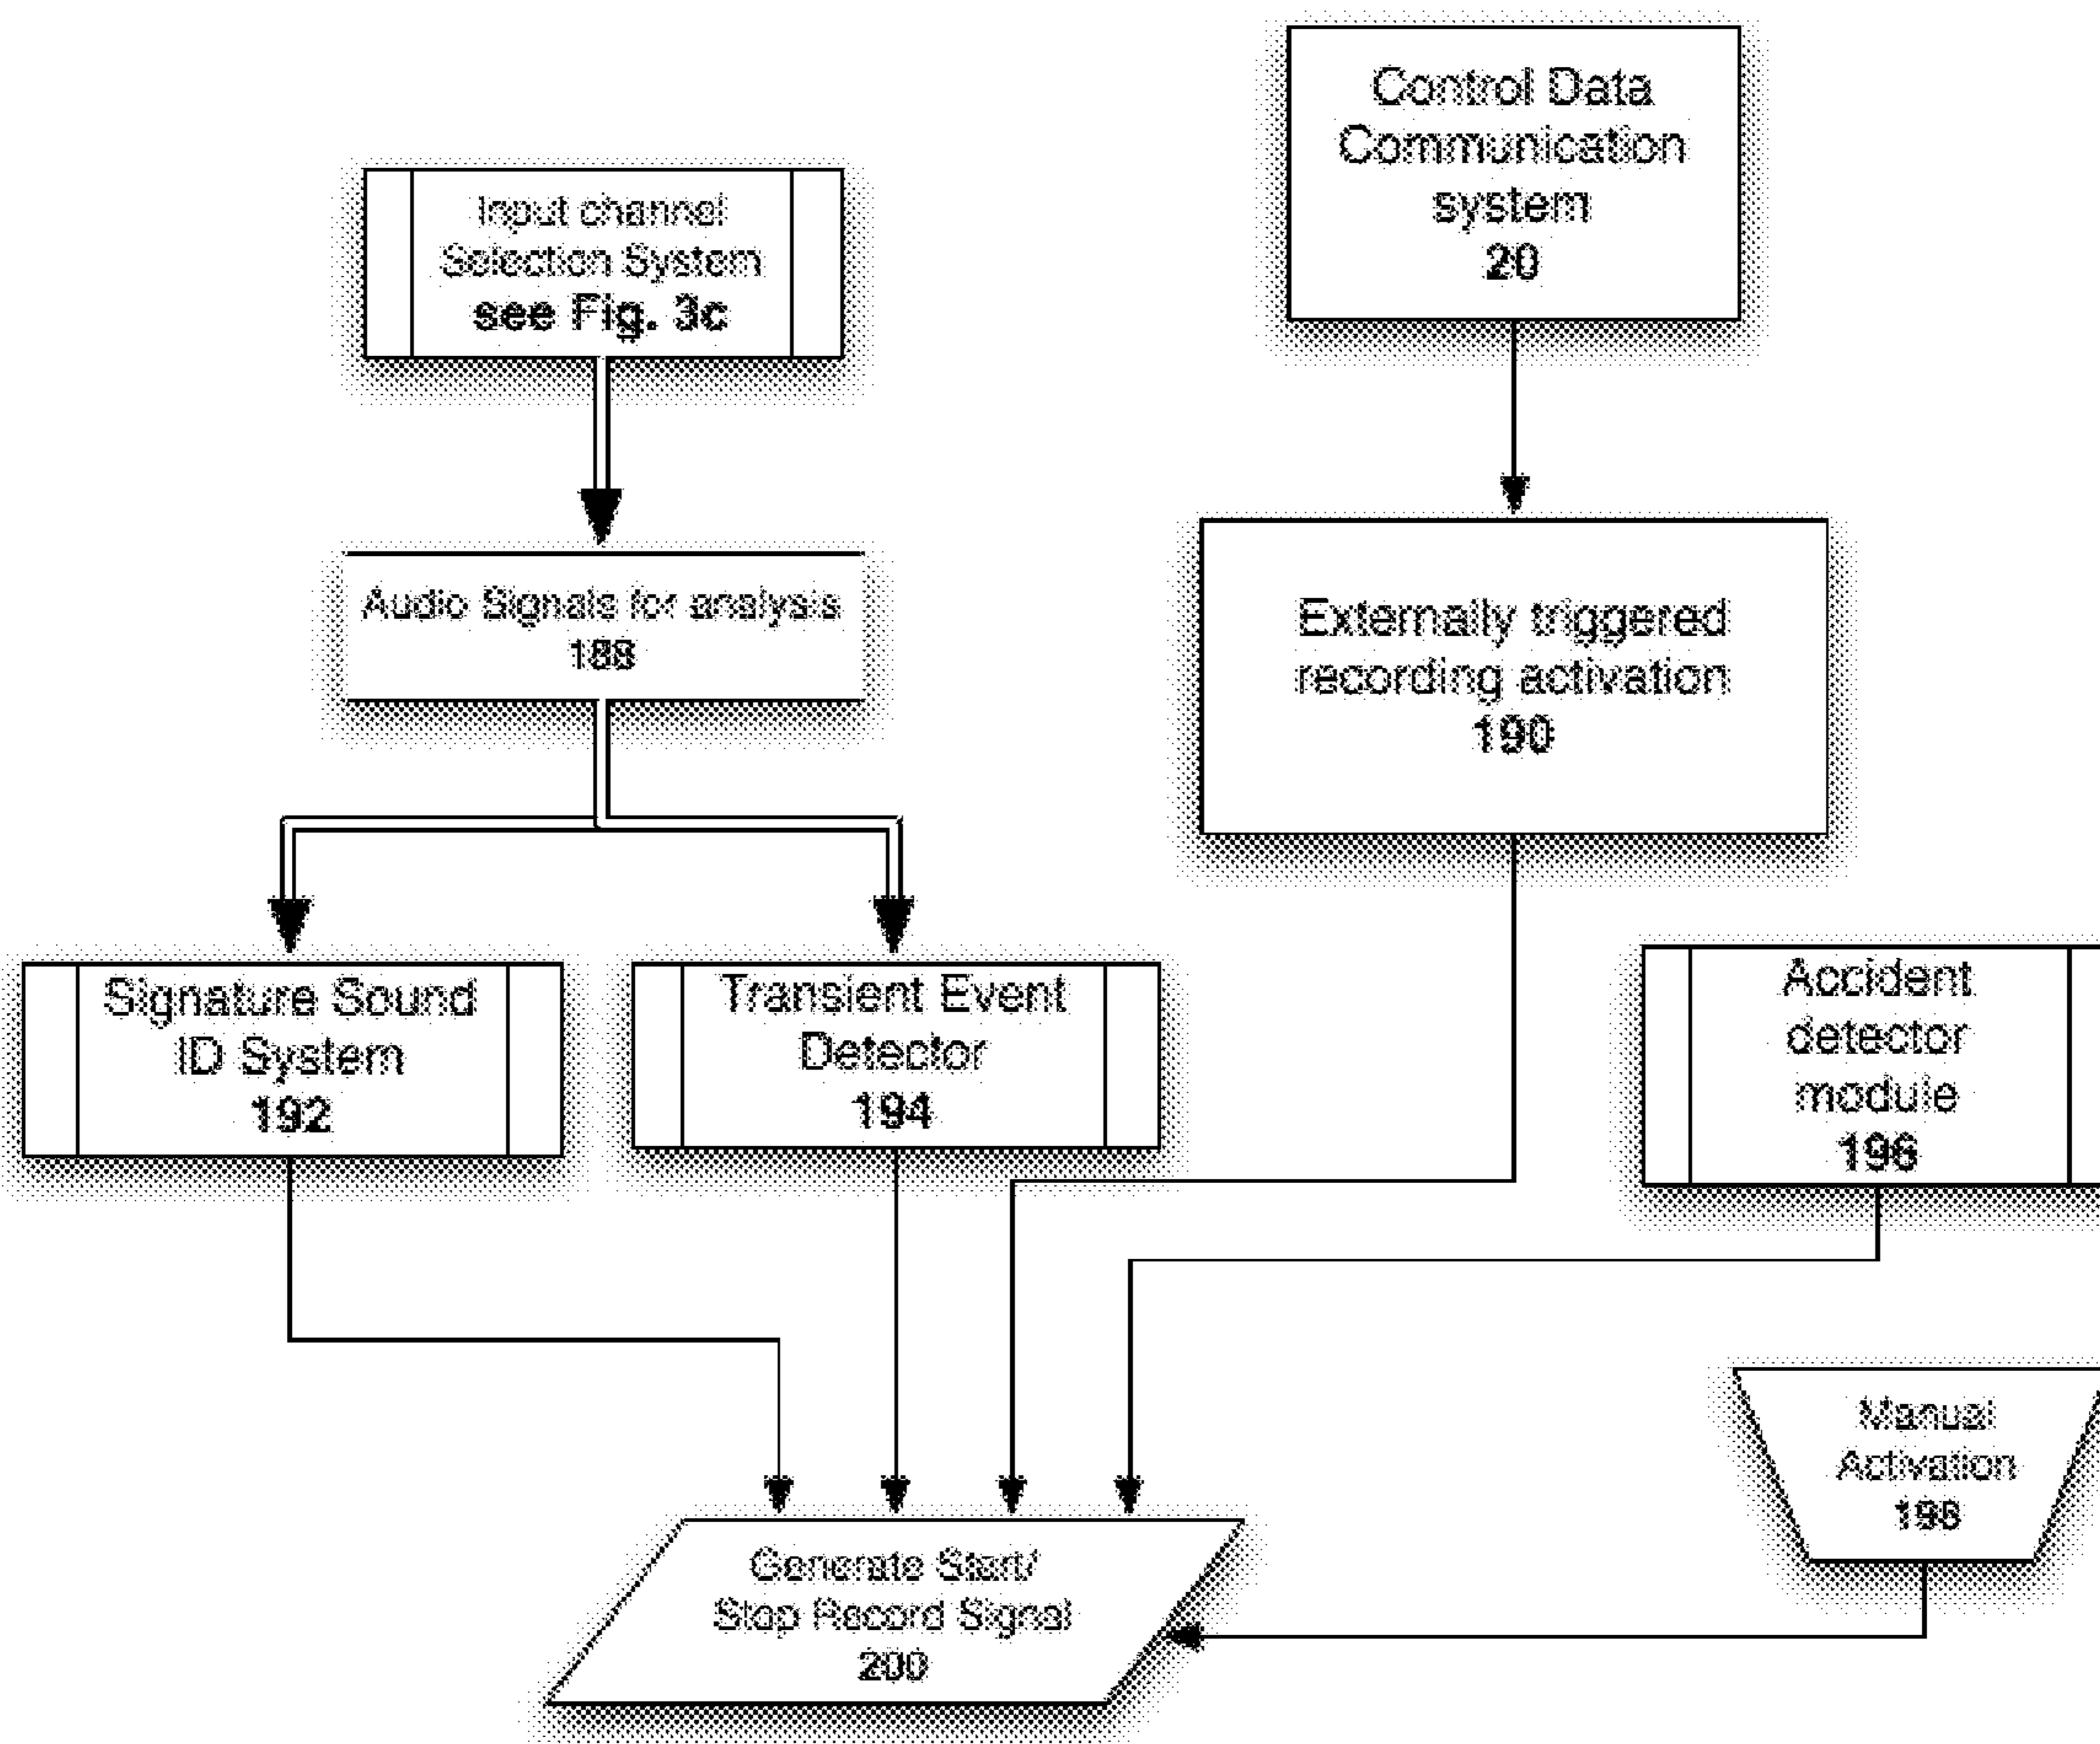 Control Data
Communication
system
20
Input channel
Selection System
see Fig. 3c
Audio Signals for analysis
188
Externally triggered
recording activation
190
Signature Sound
ID System
192
Transient Event
Detector
194
Accident
detector
module
196
Manual
Activation
198
Generate Start/
Stop Record Signal
200